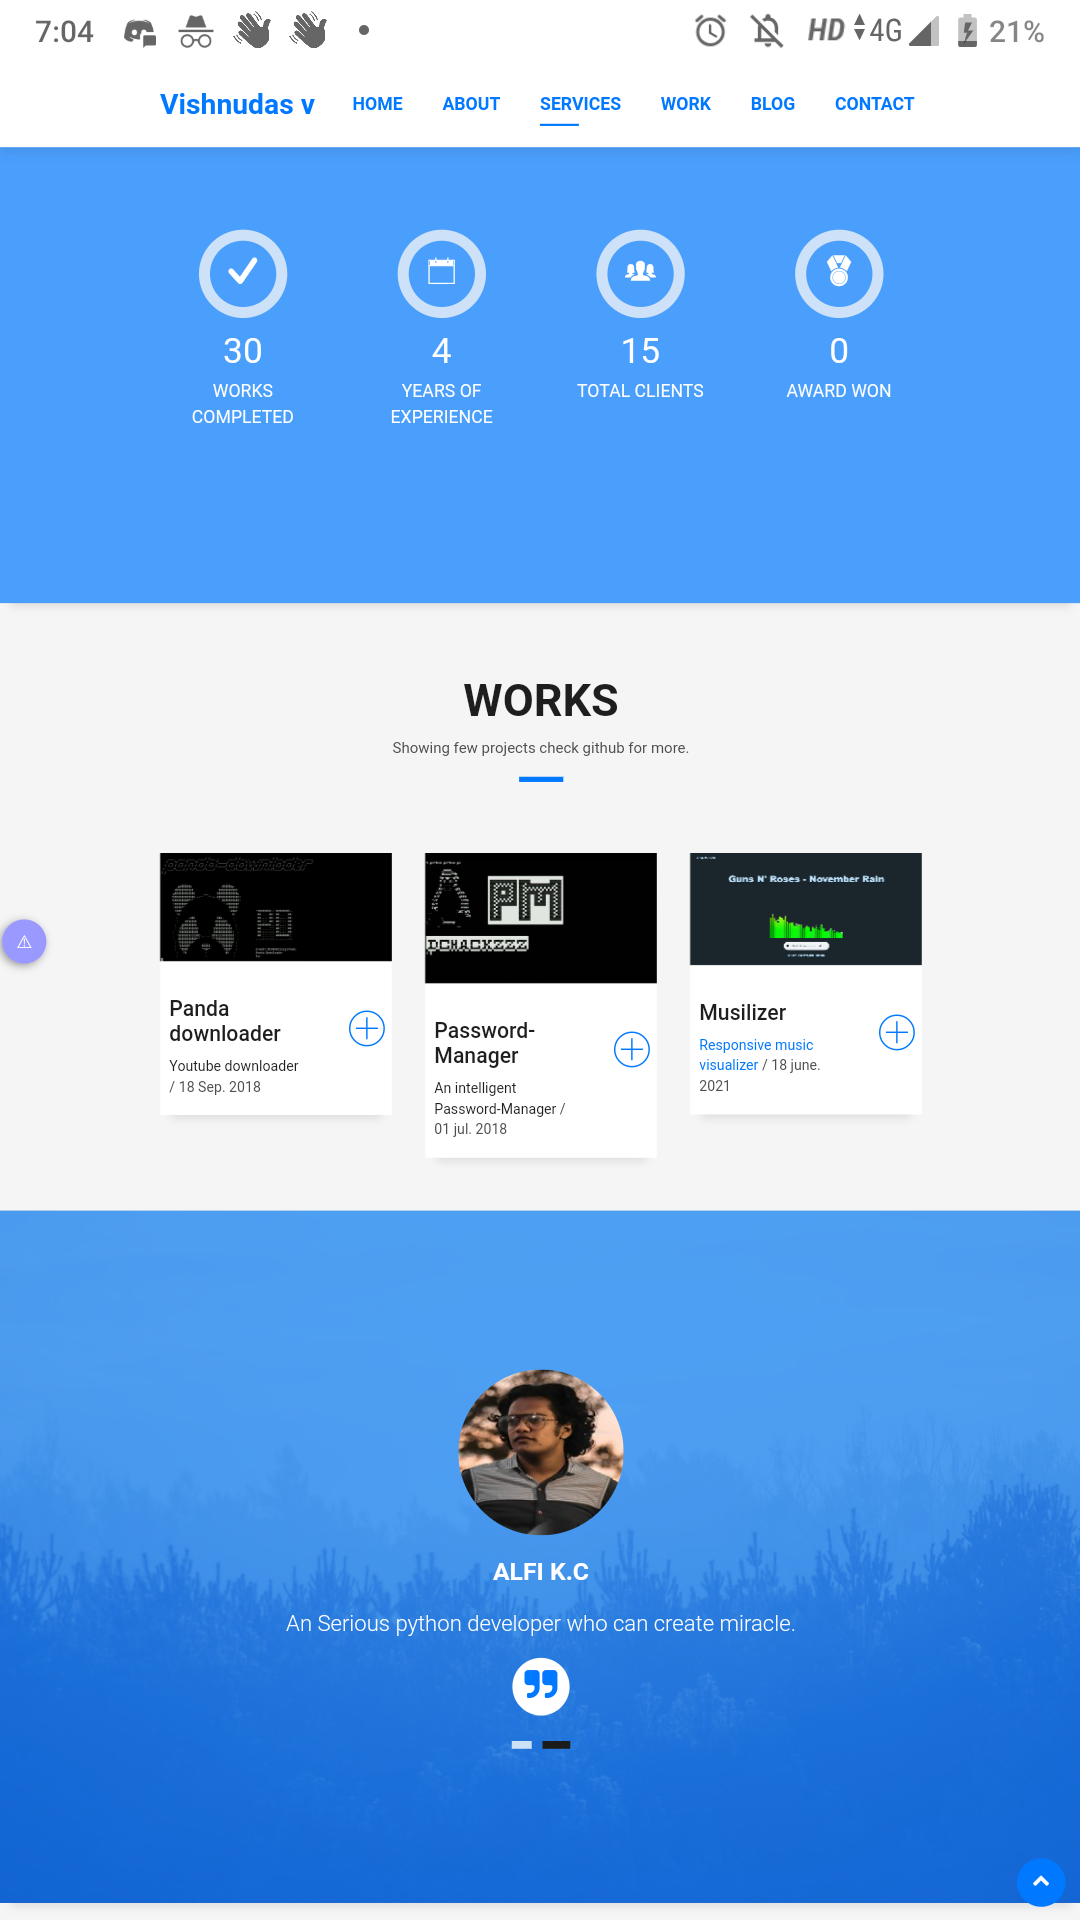 7:04 HD 4G 21%
Vishnudas v HOME ABOUT SERVICES WORK BLOG CONTACT
30 4 15 0
WORKS COMPLETED
YEARS OF EXPERIENCE
TOTAL CLIENTS
AWARD WON
WORKS
Showing few projects check github for more.
panda-downloader
PD
Panda
downloader
Youtube downloader
/ 18 Sep. 2018
PM
DCHACKZZZ
Password-
Manager
An intelligent
Password-Manager /
01 jul. 2018
Guns N' Roses - November Rain
Musilizer
Responsive music
visualizer / 18 june.
2021
ALFI K.C
An Serious python developer who can create miracle.